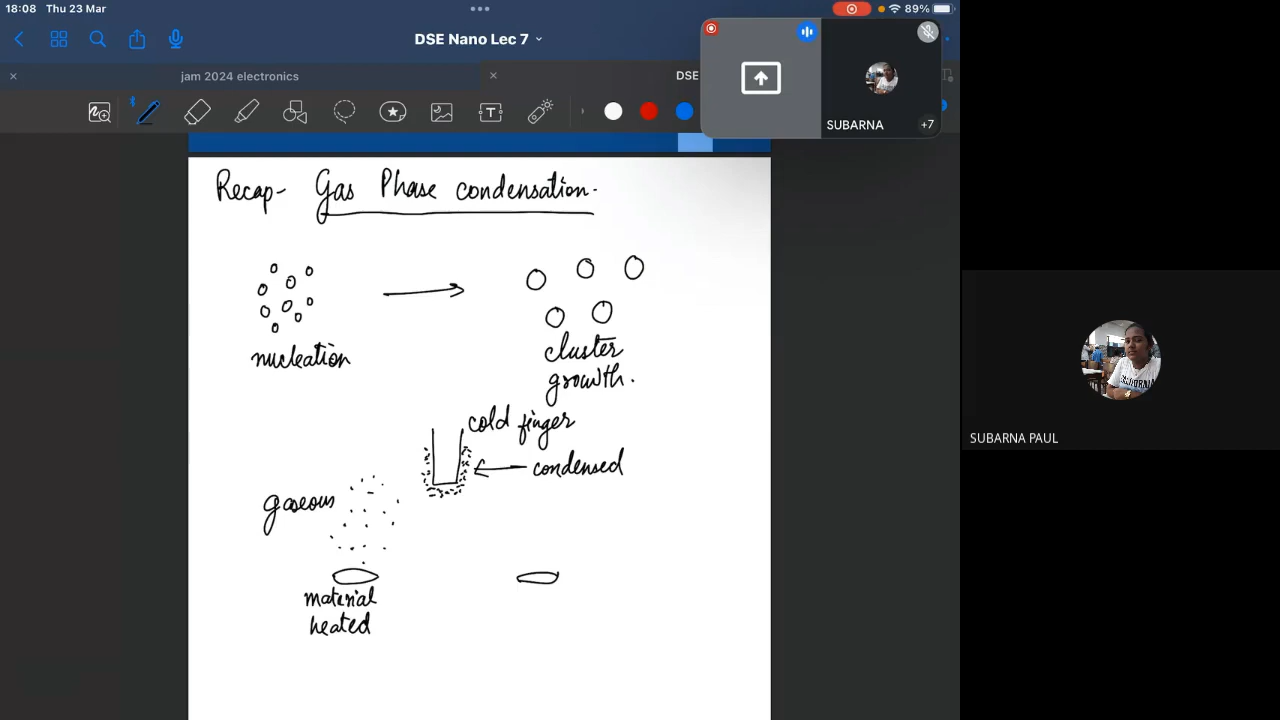 18:08 Thu 23 Mar
89%
DSE Nano Lec 7
jam 2024 electronics
DSE
SUBARNA
+7
Recap- Gas Phase condensation.
nucleation
cluster
growth.
cold finger
condensed
gaseous
material
heated
SUBARNA PAUL